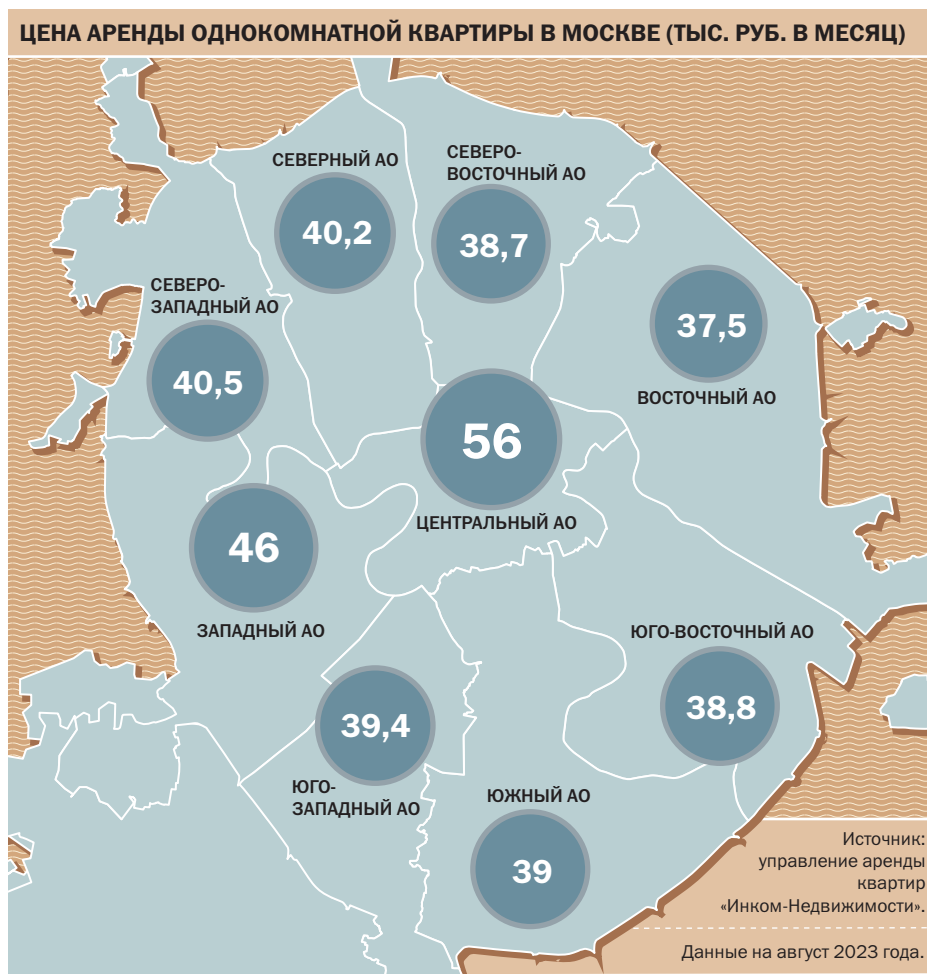 ЦЕНА АРЕНДЫ ОДНОКОМНАТНОЙ КВАРТИРЫ В МОСКВЕ (ТЫС. РУБ. В МЕСЯЦ)
СЕВЕРНЫЙ АО
40,2
СЕВЕРО-
ВОСТОЧНЫЙ АО
38,7
СЕВЕРО-
ЗАПАДНЫЙ АО
40,5
37,5
ВОСТОЧНЫЙ АО
56
ЦЕНТРАЛЬНЫЙ АО
46
ЗАПАДНЫЙ АО
ЮГО-ВОСТОЧНЫЙ АО
38,8
39,4
ЮГО-
ЗАПАДНЫЙ АО
ЮЖНЫЙ АО
39
Источник:
управление аренды
квартир
«Инком-Недвижимости».
Данные на август 2023 года.